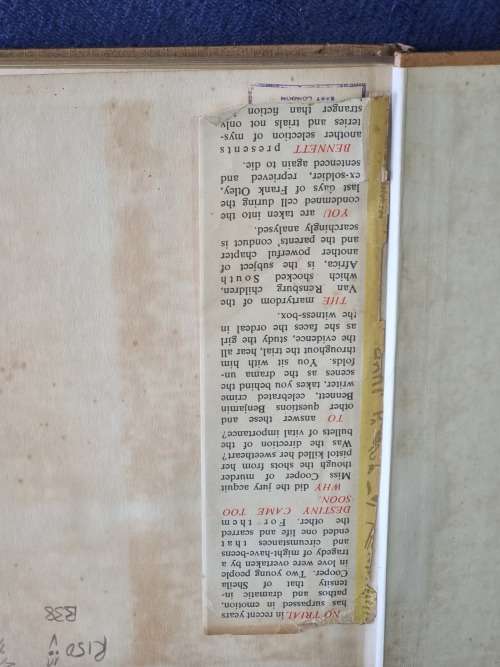 NO TRIAL in recent years
has surpassed in emotion,
pathos and dramatic in-
tensity that of Sheila
Cooper. Two young people
in love were overtaken by a
tragedy of might-have-beens
and circumstances that
ended one life and scarred
the other. For them
DESTINY CAME TOO
SOON.
WHY did the jury acquit
Miss Cooper of murder
though the shots from her
pistol killed her sweetheart?
Was the direction of the
bullets of vital importance?
TO answer these and
other questions Benjamin
Bennett, celebrated crime
writer, takes you behind the
scenes as the drama un-
folds. You sit with him
throughout the trial, hear all
the evidence, study the girl
as she faces the ordeal in
the witness-box.
THE martyrdom of the
Van Rensburg children,
which shocked South
Africa, is the subject of
another powerful chapter
and the parents' conduct is
searchingly analysed.
YOU are taken into the
condemned cell during the
last days of Frank Otley,
ex-soldier, reprieved and
sentenced again to die.
BENNETT presents
another selection of mys-
teries and trials not only
stranger than fiction
EAST LONDON
R150
B38